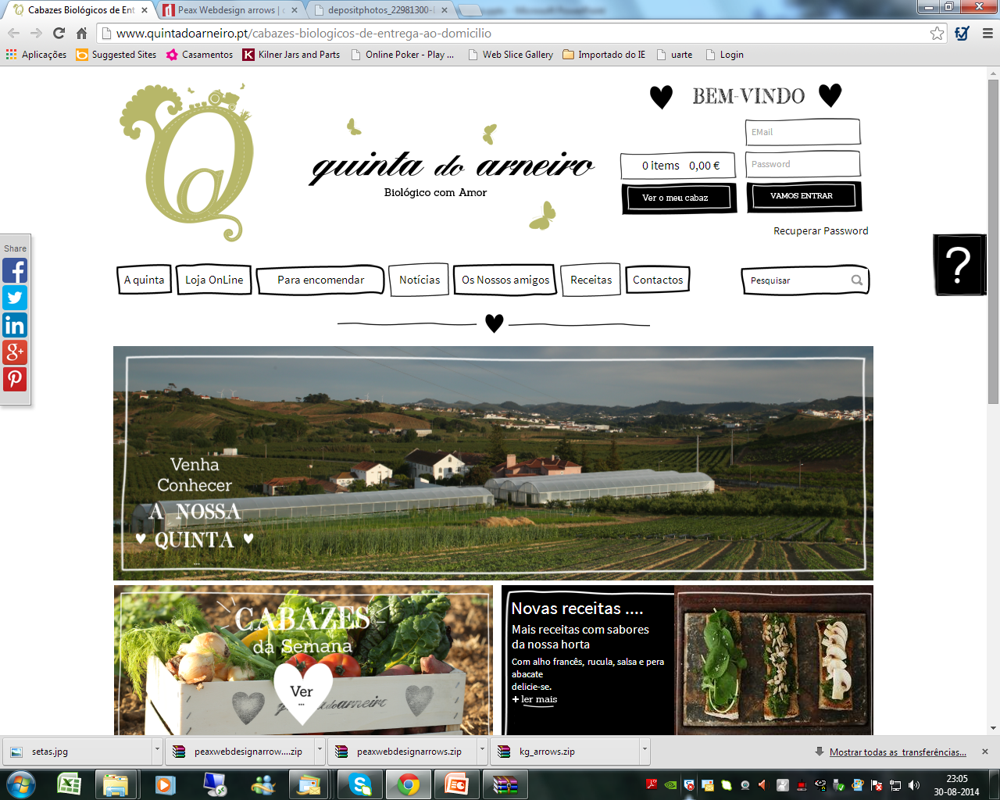 Cabazes Biológicos de Ent
Peax Webdesign arrows | c
depositphotos_22981300-
www.quintadoarneiro.pt/cabazes-biologicos-de-entrega-ao-domicilio
Aplicações
Suggested Sites
Casamentos
Kilner Jars and Parts
Online Poker - Play ...
Web Slice Gallery
Importado do IE
uarte
Login
BEM-VINDO
EMail
Password
0 items 0,00 €
Ver o meu cabaz
VAMOS ENTRAR
Recuperar Password
quinta do arneiro
Biológico com Amor
Share
A quinta
Loja OnLine
Para encomendar
Notícias
Os Nossos amigos
Receitas
Contactos
Pesquisar
?
Venha
Conhecer
A NOSSA
QUINTA
...
CABAZES
da Semana
Ver
...
Novas receitas ....
Mais receitas com sabores
da nossa horta
Com alho francês, rucula, salsa e pera
abacate
delicie-se.
+ ler mais
setas.jpg
peaxwebdesignarrow....zip
peaxwebdesignarrows.zip
kg_arrows.zip
Mostrar todas as transferências...
23:05
30-08-2014